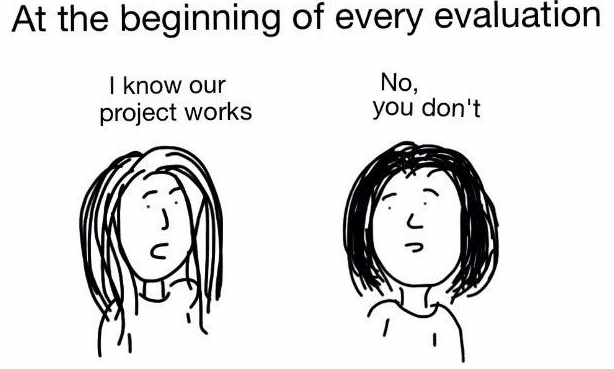 At the beginning of every evaluation
I know our
project works
No,
you don't